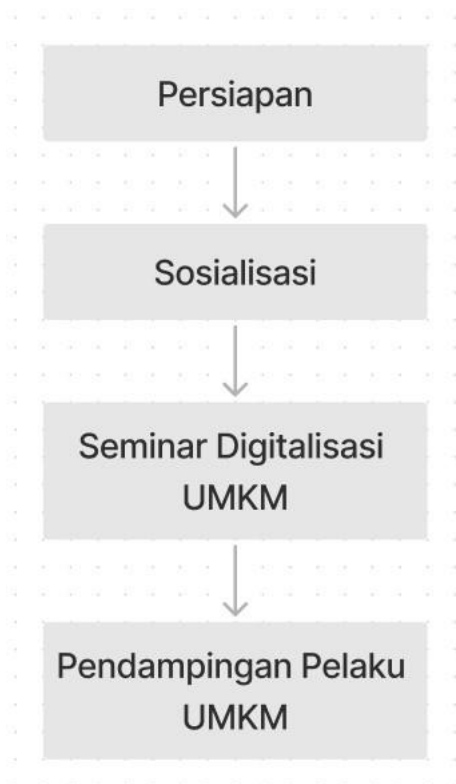 Persiapan
Sosialisasi
Seminar Digitalisasi
UMKM
Pendampingan Pelaku
UMKM